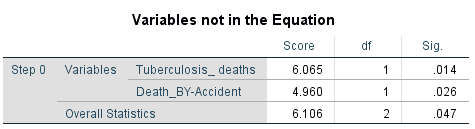 Variables not in the Equation
Score df Sig.
Step 0 Variables Tuberculosis_ deaths 6.065 1 .014
Death_BY-Accident 4.960 1 .026
Overall Statistics 6.106 2 .047